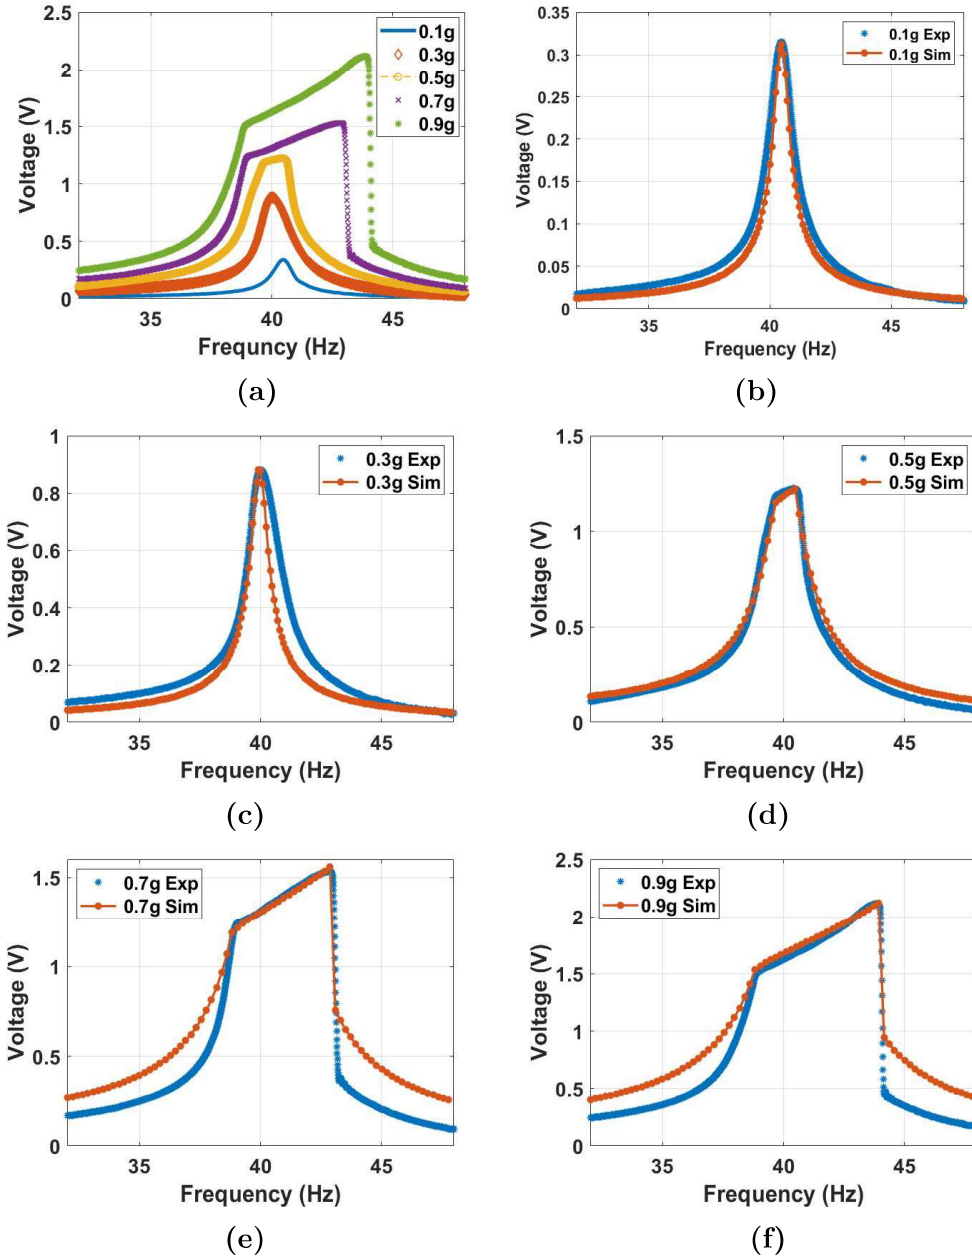 2.5
2
1.5
1
0.5
0
Voltage (V)
35 40 45
Frequncy (Hz)
0.1g
0.3g
0.5g
0.7g
0.9g
(a)
0.35
0.3
0.25
0.2
0.15
0.1
0.05
0
Voltage (V)
35 40 45
Frequency (Hz)
0.1g Exp
0.1g Sim
(b)
1
0.8
0.6
0.4
0.2
0
Voltage (V)
35 40 45
Frequency (Hz)
0.3g Exp
0.3g Sim
(c)
1.5
1
0.5
0
Voltage (V)
35 40 45
Frequency (Hz)
0.5g Exp
0.5g Sim
(d)
1.5
1
0.5
0
Voltage (V)
35 40 45
Frequency (Hz)
0.7g Exp
0.7g Sim
(e)
2.5
2
1.5
1
0.5
0
Voltage (V)
35 40 45
Frequency (Hz)
0.9g Exp
0.9g Sim
(f)